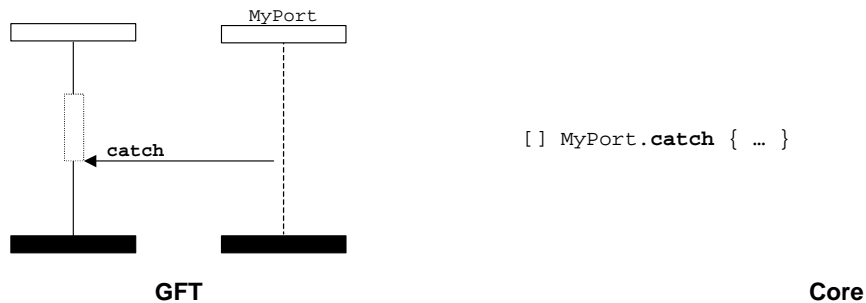 MyPort
catch
[] MyPort.catch { … }
GFT
Core